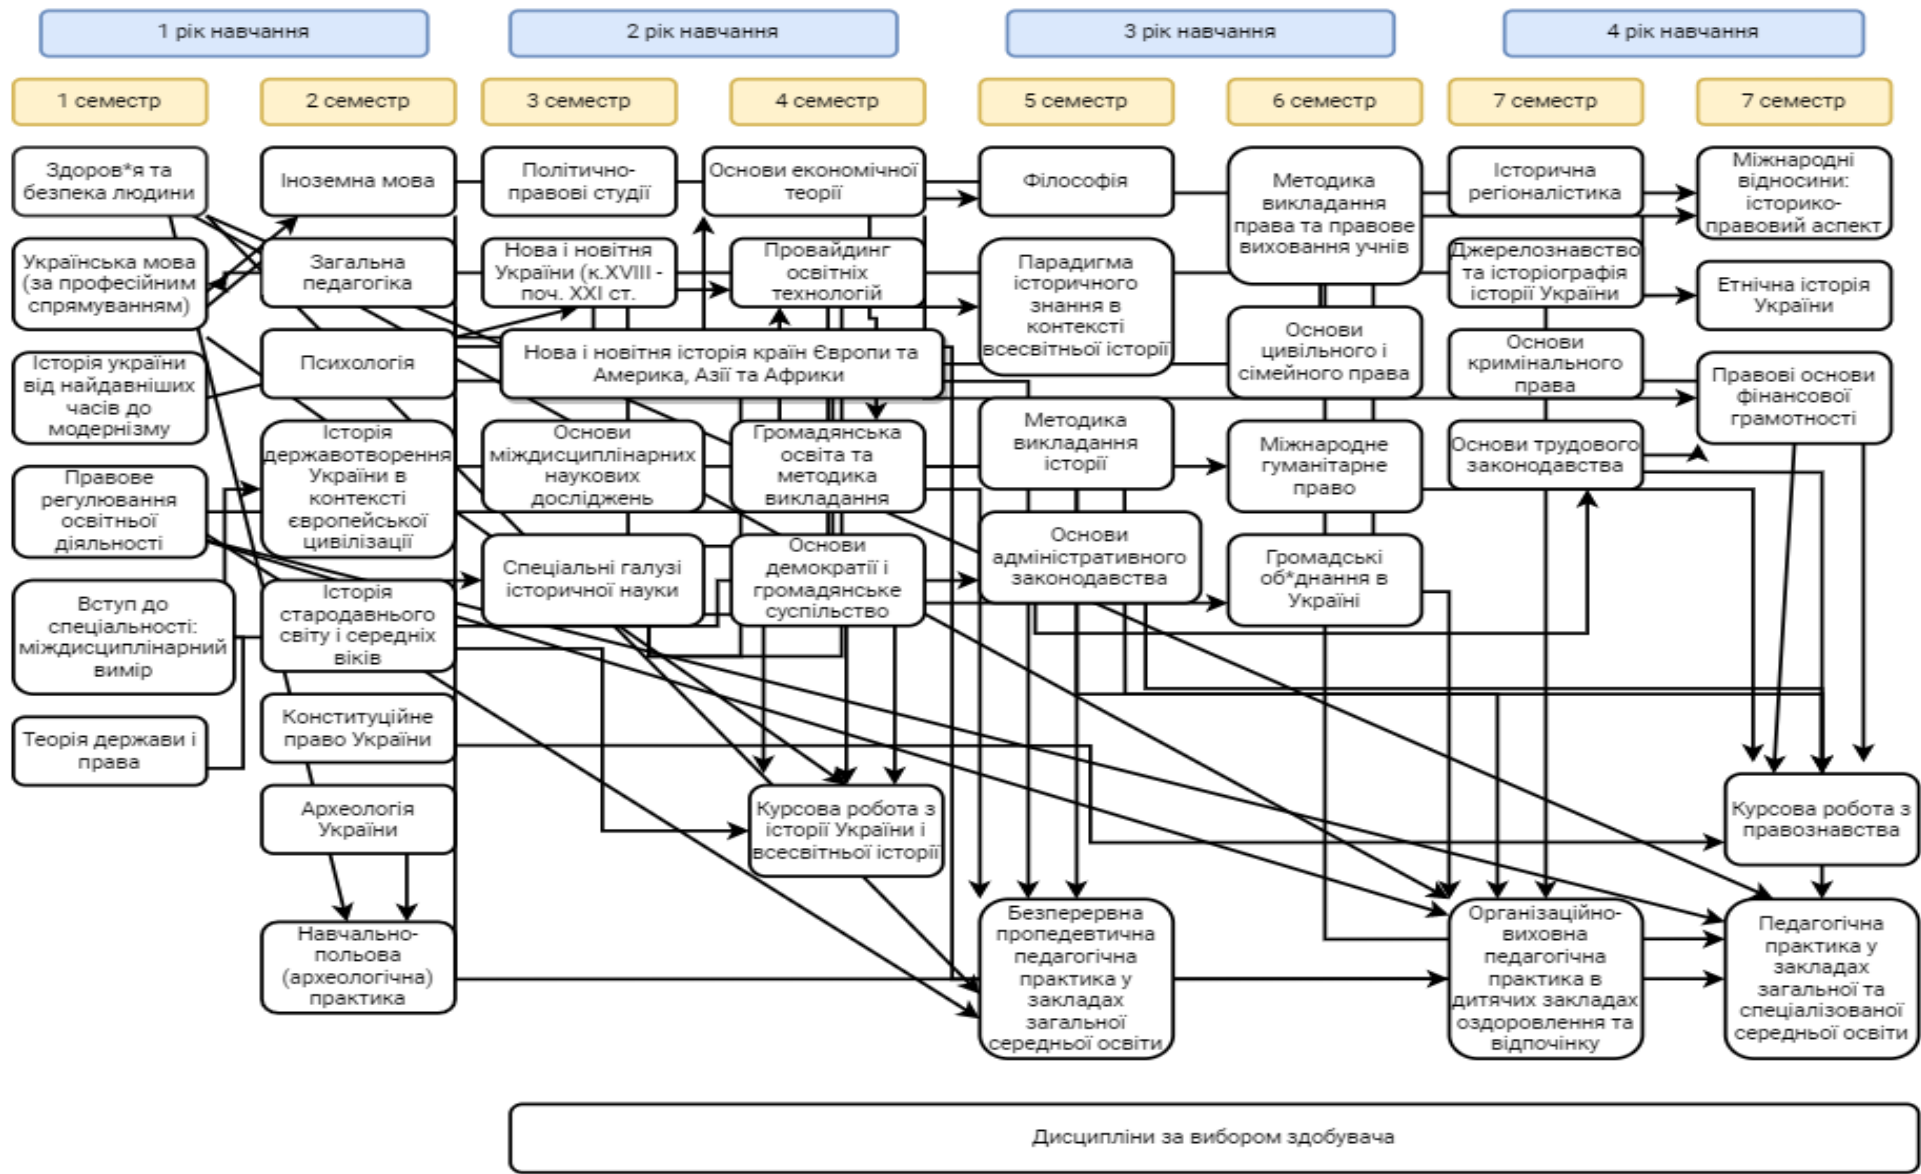 1 рік навчання
2 рік навчання
3 рік навчання
4 рік навчання
1 семестр
2 семестр
3 семестр
4 семестр
5 семестр
6 семестр
7 семестр
7 семестр
Здоров*я та
безпека людини
Українська мова
(за професійним
спрямуванням)
Історія україни
від найдавніших
часів до
модернізму
Правове
регулювання
освітньої
діяльності
Вступ до
спеціальності:
міждисциплінарний
вимір
Теорія держави і
права
Іноземна мова
Загальна
педагогіка
Психологія
Історія
державотворення
України в
контексті
європейської
цивілізації
Історія
стародавнього
світу і середніх
віків
Конституційне
право України
Археологія
України
Навчально-
польова
(археологічна)
практика
Політично-
правові студії
Нова і новітня
України (к.XVIII -
поч. XXI ст.
Нова і новітня історія країн Європи та
Америка, Азії та Африки
Основи
міждисциплінарних
наукових
досліджень
Спеціальні галузі
історичної науки
Основи економічної
теорії
Провайдинг
освітніх
технологій
Громадянська
освіта та
методика
викладання
Основи
демократії і
громадянське
суспільство
Курсова робота з
історії України і
всесвітньої історії
Філософія
Парадигма
історичного
знання в
контексті
всесвітньої історії
Методика
викладання
історії
Основи
адміністративного
законодавства
Безперервна
пропедевтична
педагогічна
практика у
закладах
загальної
середньої освіти
Методика
викладання
права та правове
виховання учнів
Основи
цивільного і
сімейного права
Міжнародне
гуманітарне
право
Громадські
об*днання в
Україні
Історична
регіоналістика
Джерелознавство
та історіографія
історії України
Основи
кримінального
права
Основи трудового
законодавства
Організаційно-
виховна
педагогічна
практика в
дитячих закладах
оздоровлення та
відпочінку
Міжнародні
відносини:
історико-
правовий аспект
Етнічна історія
України
Правові основи
фінансової
грамотності
Курсова робота з
правознавства
Педагогічна
практика у
закладах
загальної та
спеціалізованої
середньої освіти
Дисципліни за вибором здобувача